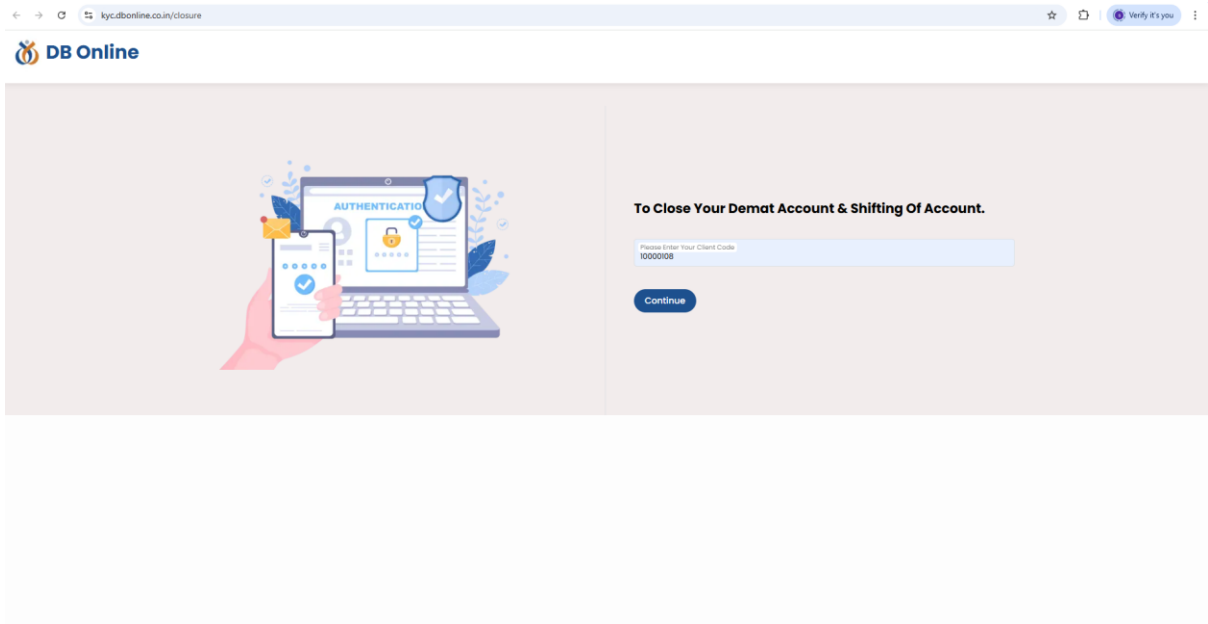 kyc.dbonline.co.in/closure
Verify it's you
DB Online
AUTHENTICATIO
To Close Your Demat Account & Shifting Of Account.
Please Enter Your Client Code
10000108
Continue